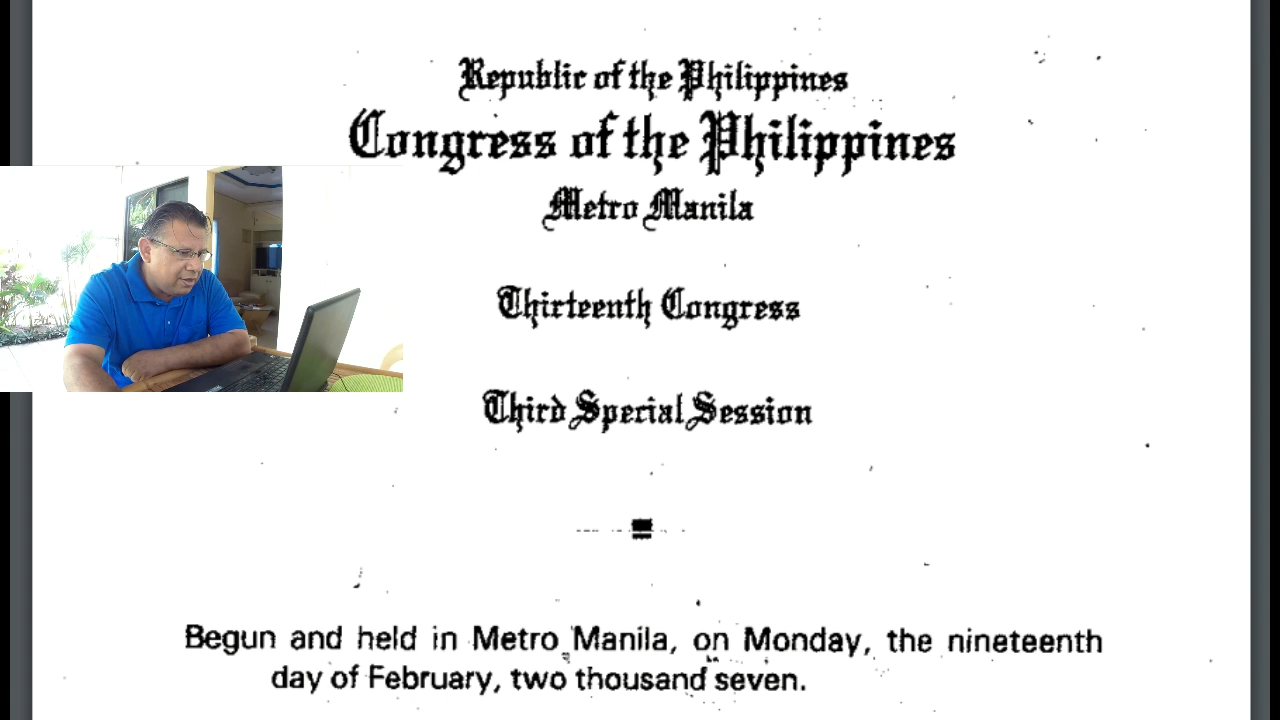 Republic of the Philippines
Congress of the Philippines
Metro Manila
Thirteenth Congress
Third Special Session
Begun and held in Metro Manila, on Monday, the nineteenth
day of February, two thousand seven.